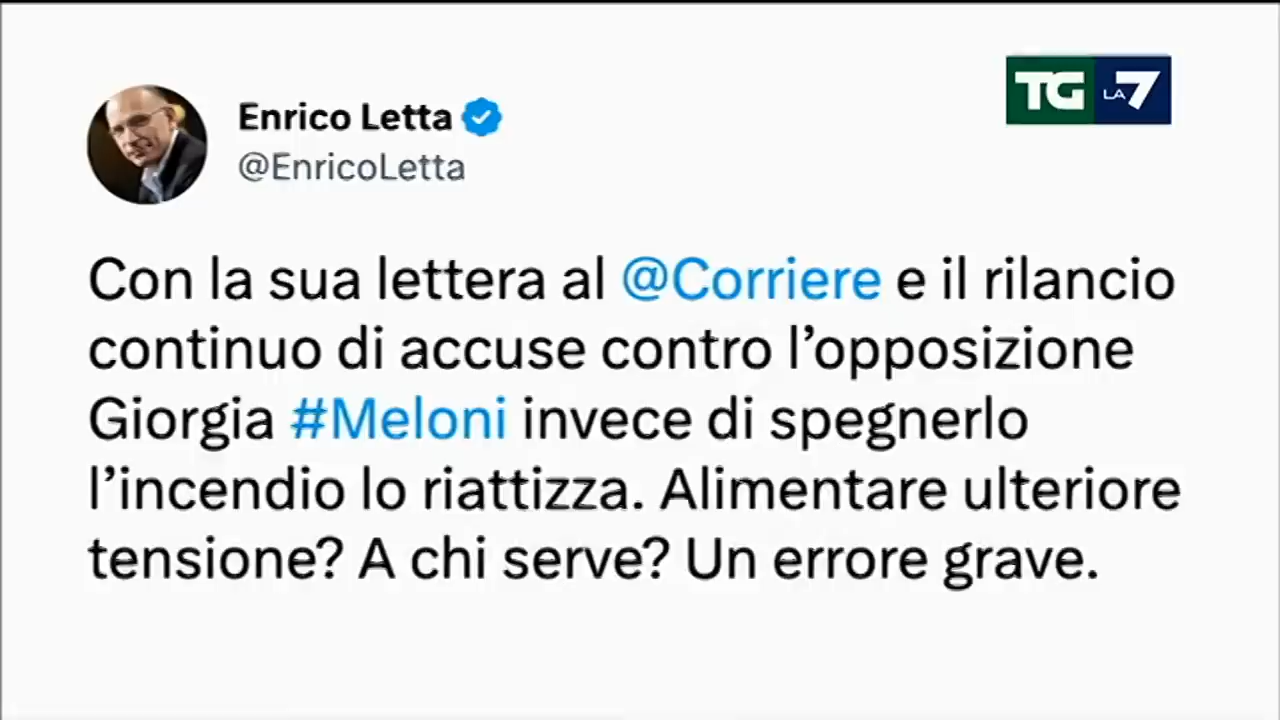 Enrico Letta
TG LA7
@EnricoLetta
Con la sua lettera al @Corriere e il rilancio
continuo di accuse contro l’opposizione
Giorgia #Meloni invece di spegnerlo
l’incendio lo riattizza. Alimentare ulteriore
tensione? A chi serve? Un errore grave.